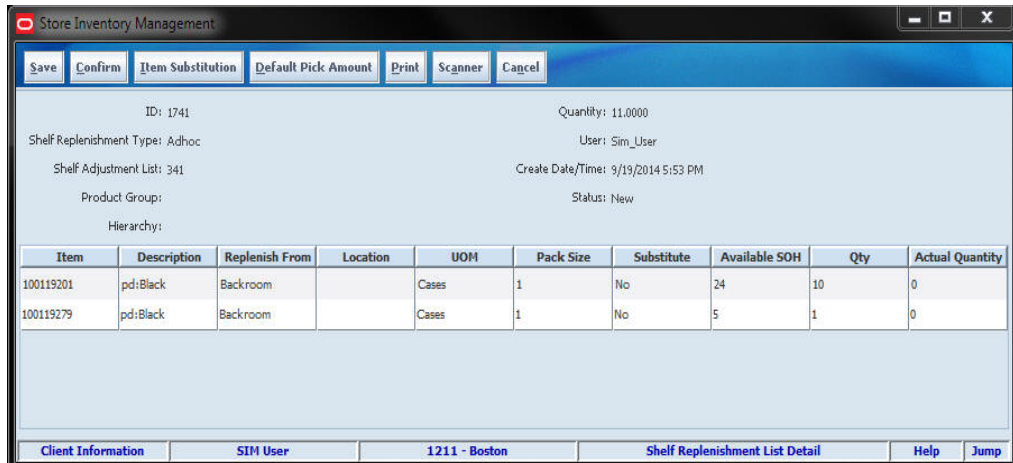 Store Inventory Management
Save Confirm Item Substitution Default Pick Amount Print Scanner Cancel
ID: 1741 Quantity: 11.0000
Shelf Replenishment Type: Adhoc User: Sim_User
Shelf Adjustment List: 341 Create Date/Time: 9/19/2014 5:53 PM
Product Group: Status: New
Hierarchy:
Item Description Replenish From Location UOM Pack Size Substitute Available SOH Qty Actual Quantity
100119201 pd:Black Backroom Cases 1 No 24 10 0
100119279 pd:Black Backroom Cases 1 No 5 1 0
Client Information SIM User 1211 - Boston Shelf Replenishment List Detail Help Jump